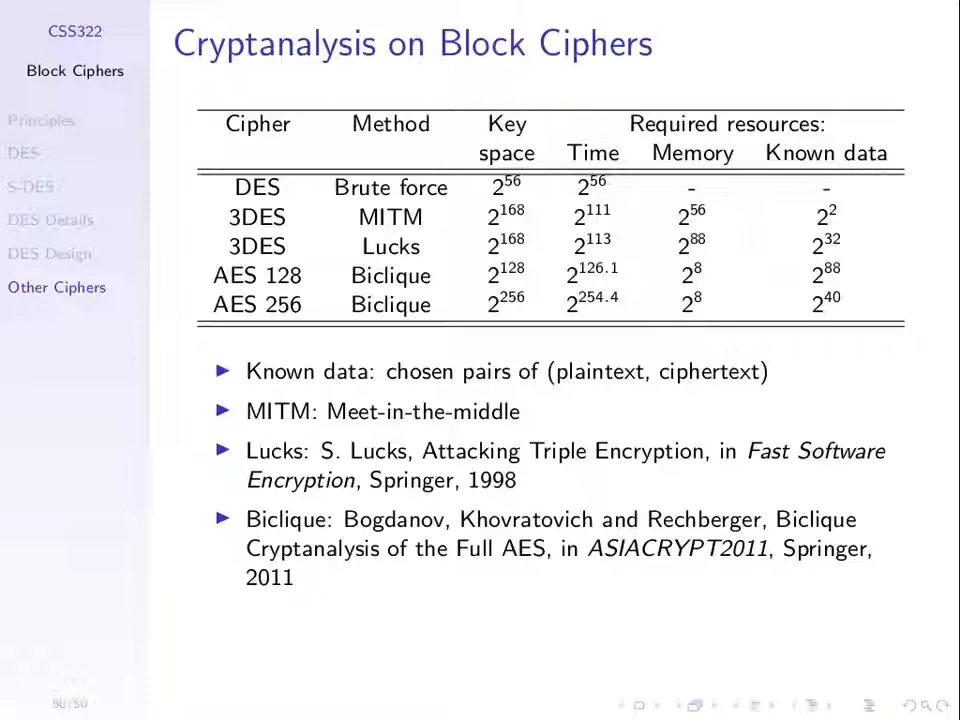 CSS322
Block Ciphers
Principles
DES
S-DES
DES Details
DES Design
Other Ciphers
Cryptanalysis on Block Ciphers
Cipher Method Key Required resources:
space Time Memory Known data
DES Brute force 2^56 2^56 - -
3DES MITM 2^168 2^111 2^56 2^2
3DES Lucks 2^168 2^113 2^88 2^32
AES 128 Biclique 2^128 2^126.1 2^8 2^88
AES 256 Biclique 2^256 2^254.4 2^8 2^40
Known data: chosen pairs of (plaintext, ciphertext)
MITM: Meet-in-the-middle
Lucks: S. Lucks, Attacking Triple Encryption, in Fast Software
Encryption, Springer, 1998
Biclique: Bogdanov, Khovratovich and Rechberger, Biclique
Cryptanalysis of the Full AES, in ASIACRYPT2011, Springer,
2011
50/50